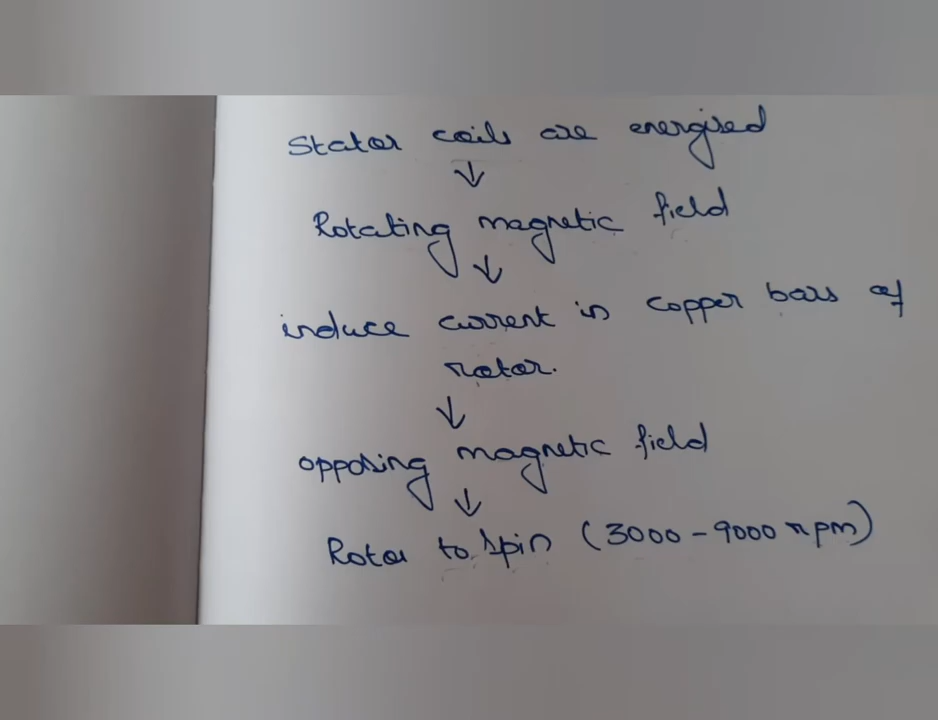 Stator coils are energised
↓
Rotating magnetic field
↓
induce current in copper bars of
rotor.
↓
opposing magnetic field
↓
Rotor to spin (3000-9000 rpm)